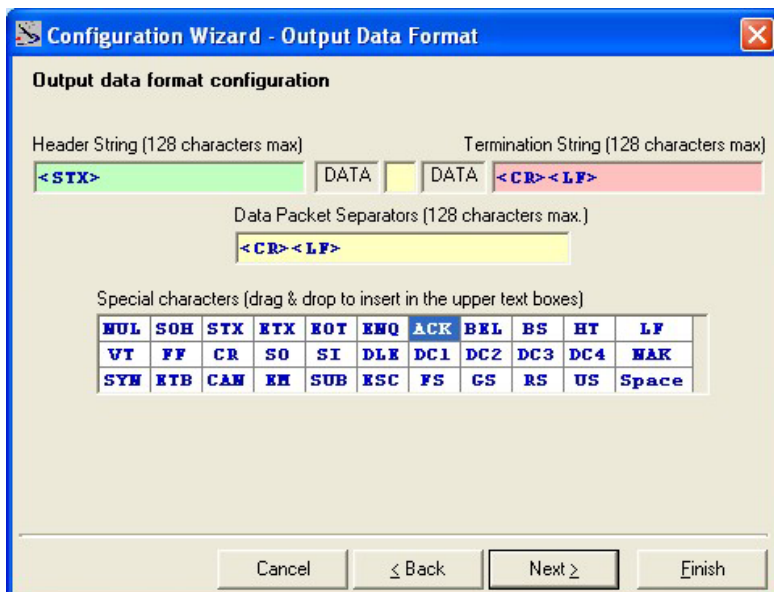 Configuration Wizard - Output Data Format
Output data format configuration
Header String (128 characters max) Termination String (128 characters max)
<STX> DATA DATA <CR><LF>
Data Packet Separators (128 characters max.)
<CR><LF>
Special characters (drag & drop to insert in the upper text boxes)
NUL SOH STX ETX EOT ENQ ACK BEL BS HT LF
VT FF CR SO SI DLE DC1 DC2 DC3 DC4 NAK
SYN ETB CAN EM SUB ESC FS GS RS US Space
Cancel < Back Next > Finish